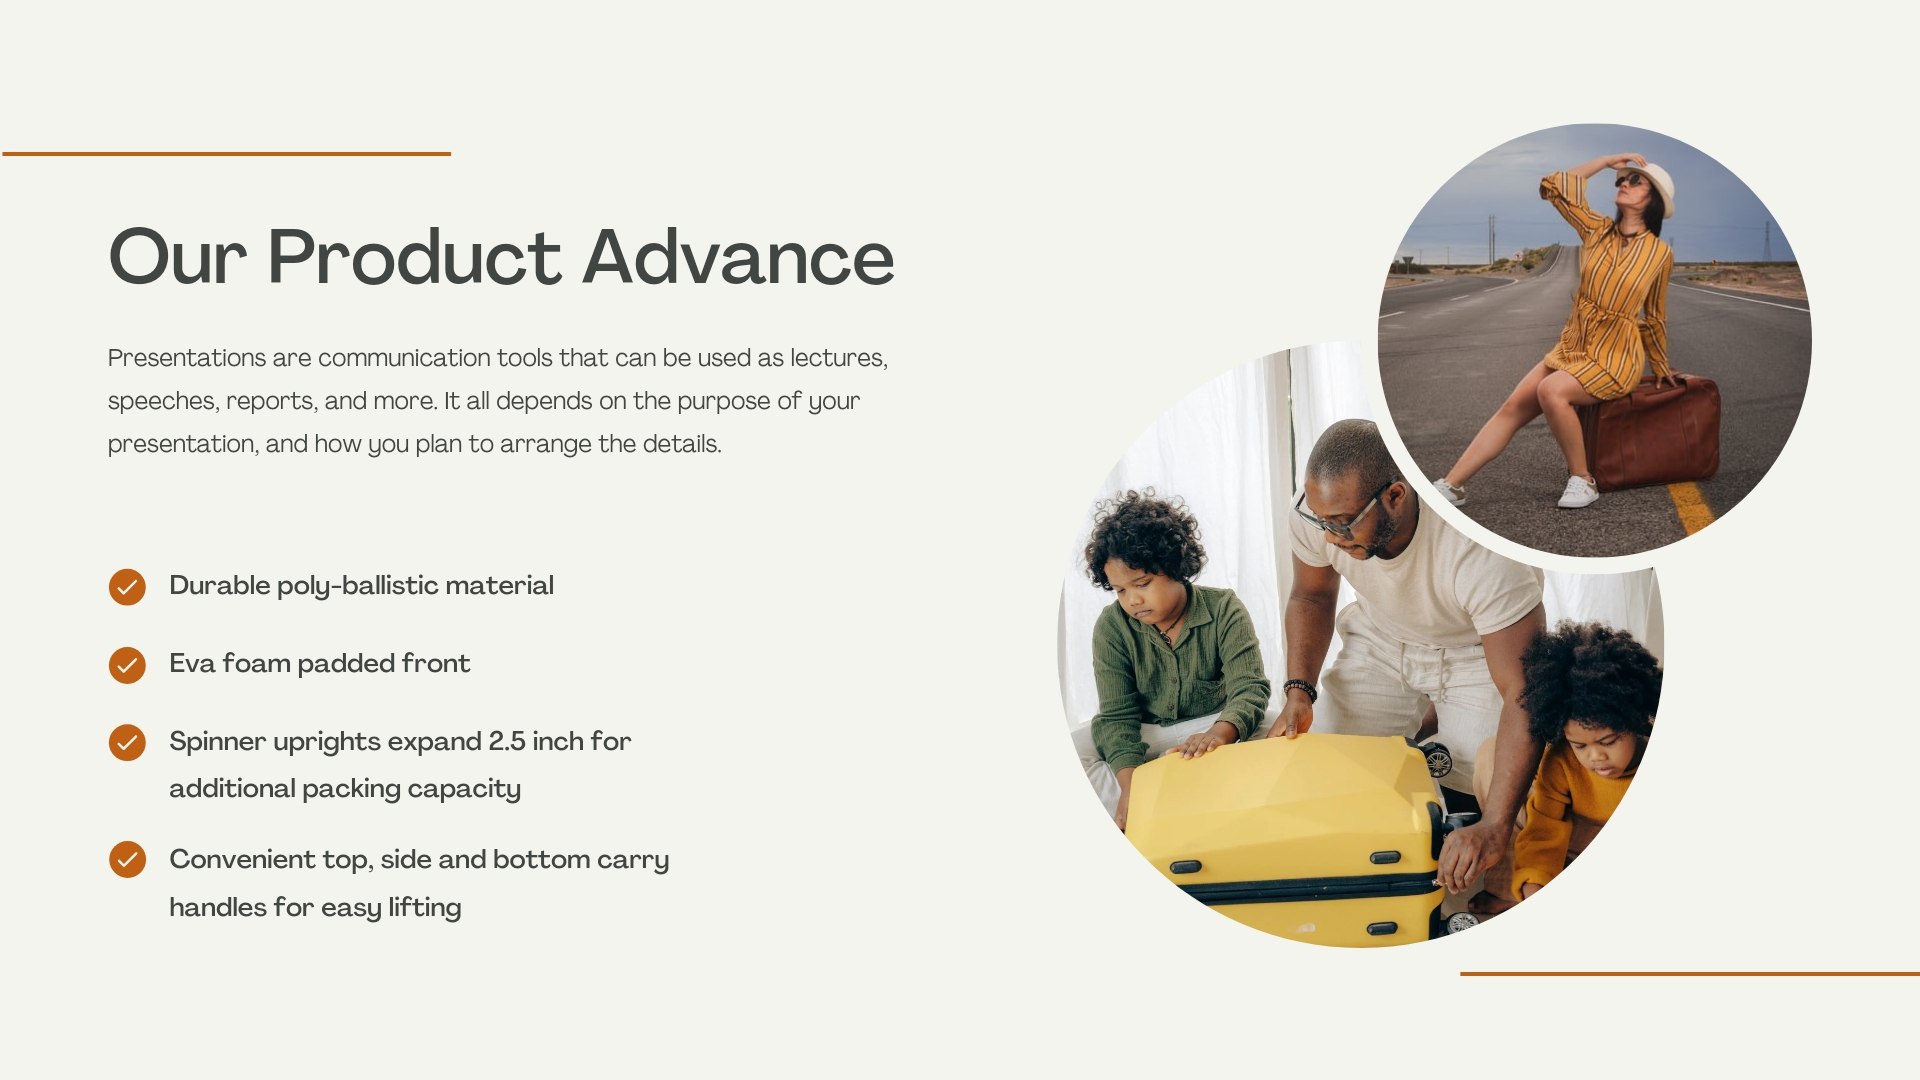 Our Product Advance
Presentations are communication tools that can be used as lectures,
speeches, reports, and more. It all depends on the purpose of your
presentation, and how you plan to arrange the details.
Durable poly-ballistic material
Eva foam padded front
Spinner uprights expand 2.5 inch for
additional packing capacity
Convenient top, side and bottom carry
handles for easy lifting